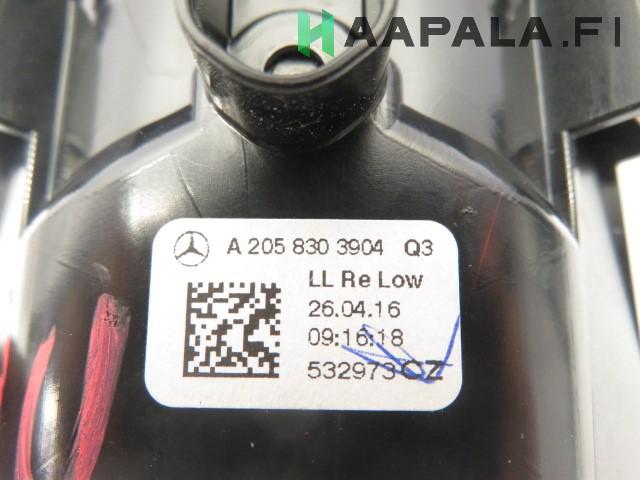 HAAPALA.FI
A 205 830 3904 Q3
LL Re Low
26.04.16
09:16:18
532973 CZ